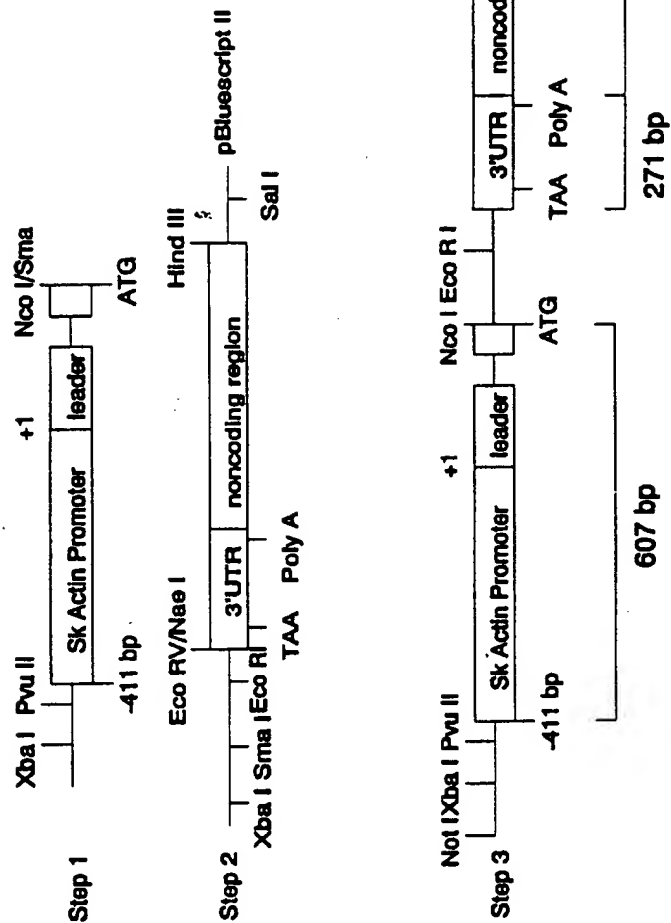 Step 1
Xba I Pvu II +1 Nco I/Sma
Sk Actin Promoter leader
-411 bp ATG
Step 2
Eco RV/Nae I Hind III
3'UTR noncoding region pBluescript II
Xba I Sma I Eco RI TAA Poly A Sal I
Step 3
Not I Xba I Pvu II +1 Nco I Eco R I
Sk Actin Promoter leader 3'UTR noncod
-411 bp ATG TAA Poly A
607 bp 271 bp